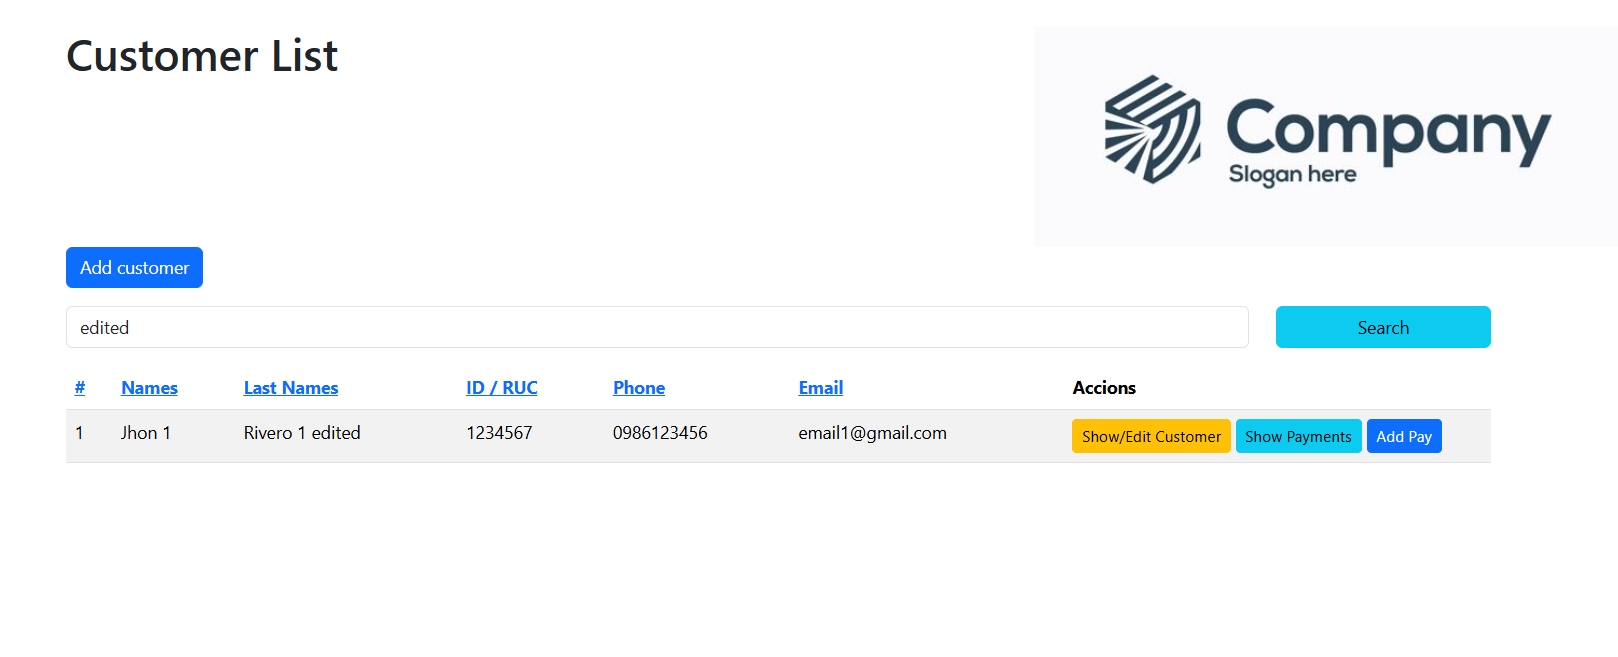 Customer List
Company
Slogan here
Add customer
edited Search
# Names Last Names ID / RUC Phone Email Accions
1 Jhon 1 Rivero 1 edited 1234567 0986123456 email1@gmail.com Show/Edit Customer Show Payments Add Pay